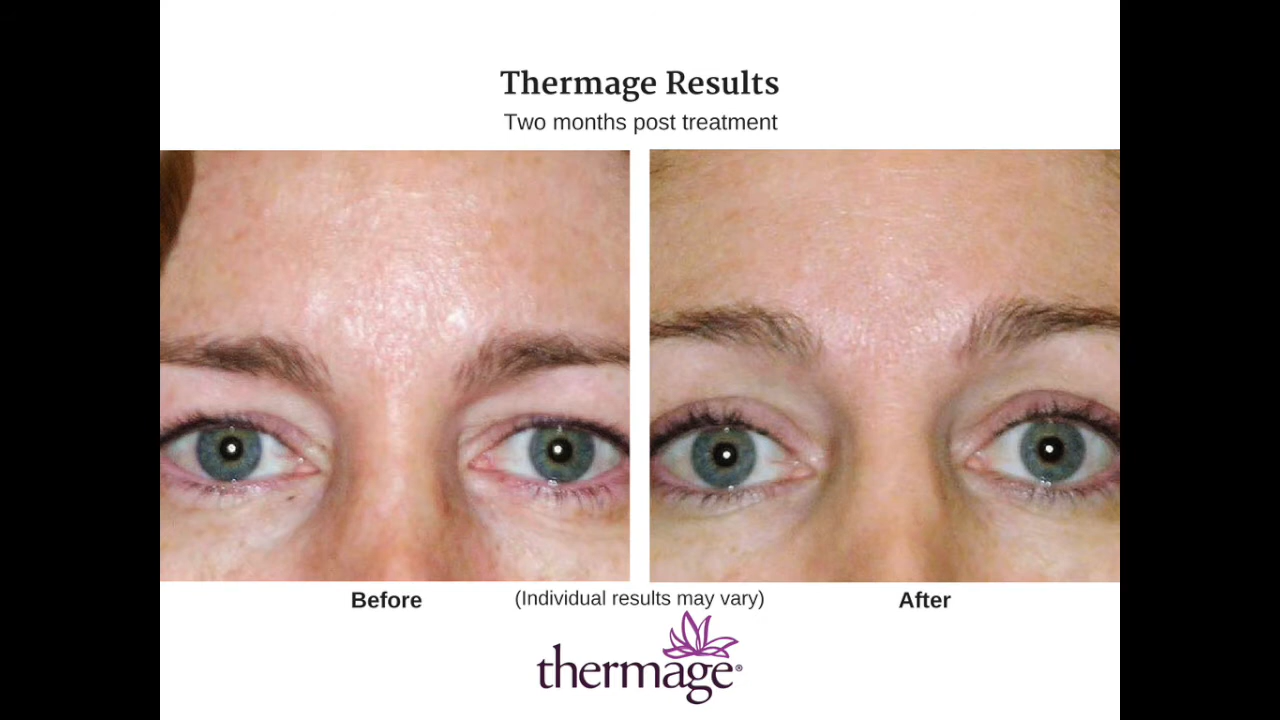 Thermage Results
Two months post treatment
Before
(Individual results may vary)
After
thermage®